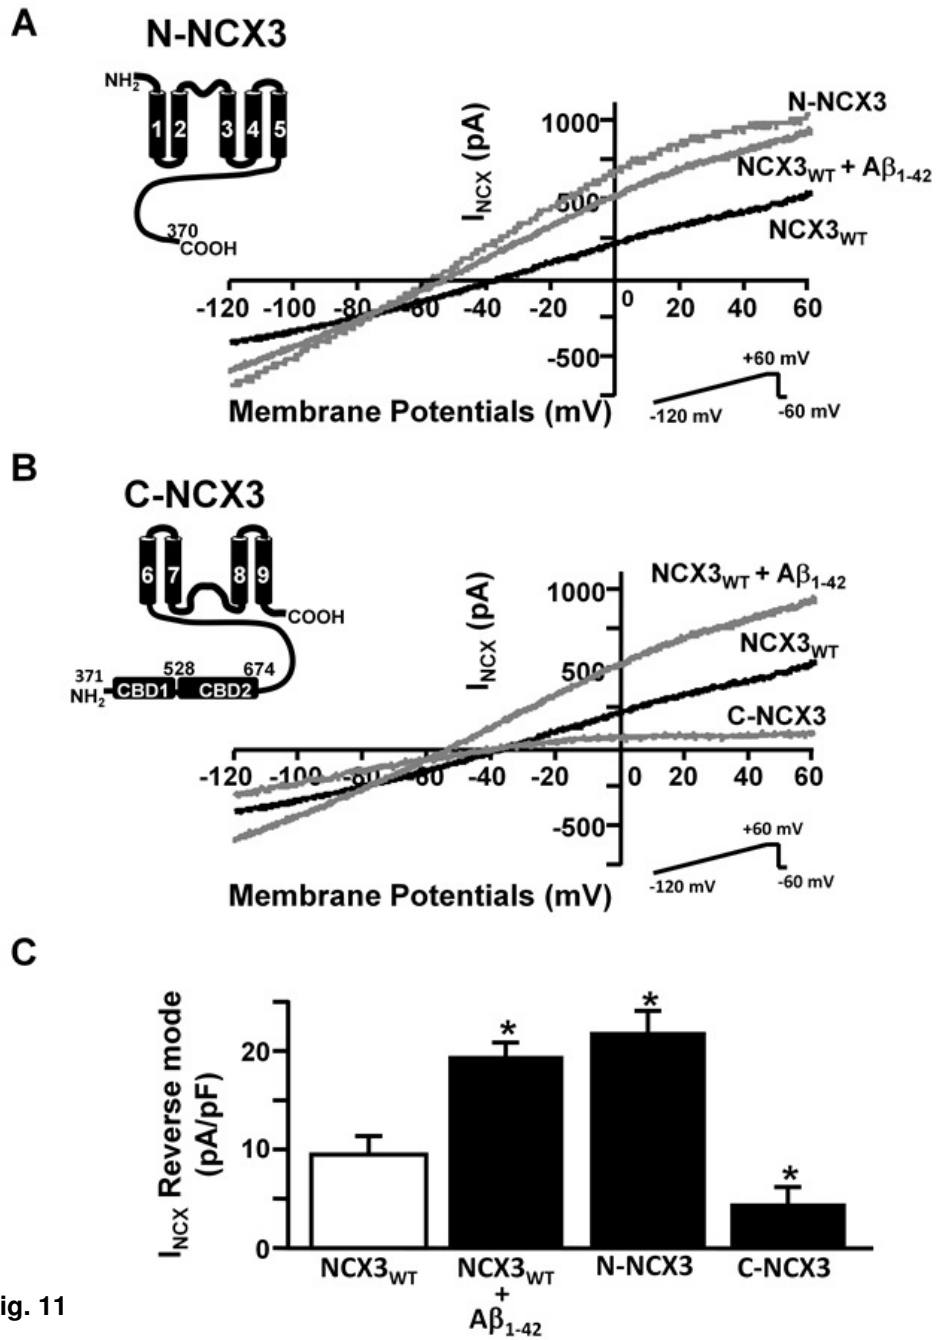 A
N-NCX3
NH2
1 2 3 4 5
370
COOH
INCX (pA)
1000
500
-500
N-NCX3
NCX3WT + Aβ1-42
NCX3WT
-120 -100 -80 -60 -40 -20 0 20 40 60
Membrane Potentials (mV)
+60 mV
-120 mV
-60 mV
B
C-NCX3
6 7 8 9
COOH
371
528
674
NH2
CBD1
CBD2
INCX (pA)
1000
500
-500
NCX3WT + Aβ1-42
NCX3WT
C-NCX3
-120 -100 -80 -60 -40 -20 0 20 40 60
Membrane Potentials (mV)
+60 mV
-120 mV
-60 mV
C
INCX Reverse mode
(pA/pF)
20
10
0
*
*
*
NCX3WT
NCX3WT
+
Aβ1-42
N-NCX3
C-NCX3
ig. 11